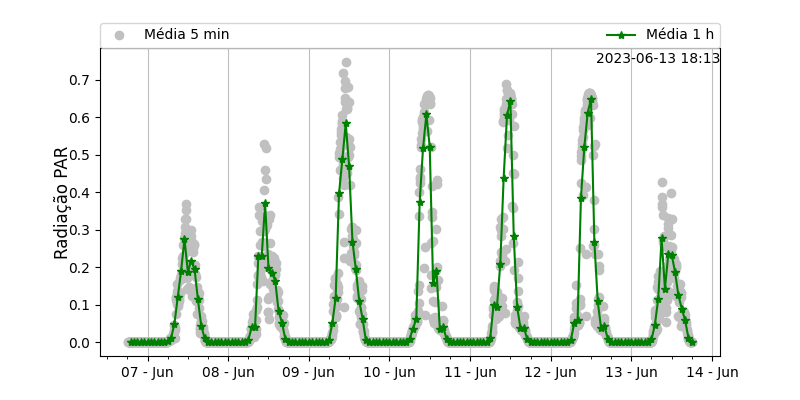 Média 5 min
Média 1 h
2023-06-13 18:13
Radiação PAR
0.7
0.6
0.5
0.4
0.3
0.2
0.1
0.0
07 - Jun
08 - Jun
09 - Jun
10 - Jun
11 - Jun
12 - Jun
13 - Jun
14 - Jun